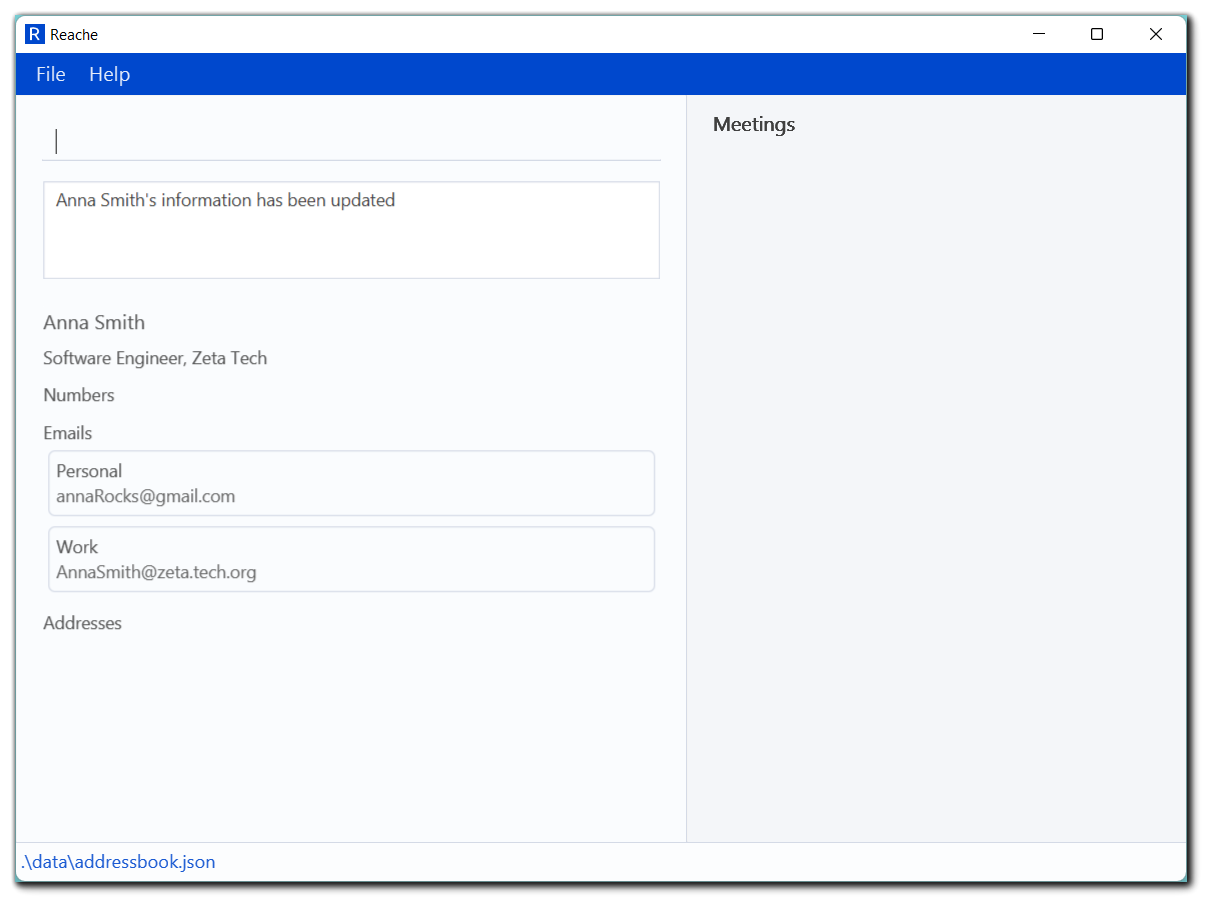 R Reache
File Help
Anna Smith's information has been updated
Anna Smith
Software Engineer, Zeta Tech
Numbers
Emails
Personal
annaRocks@gmail.com
Work
AnnaSmith@zeta.tech.org
Addresses
Meetings
.\data\addressbook.json